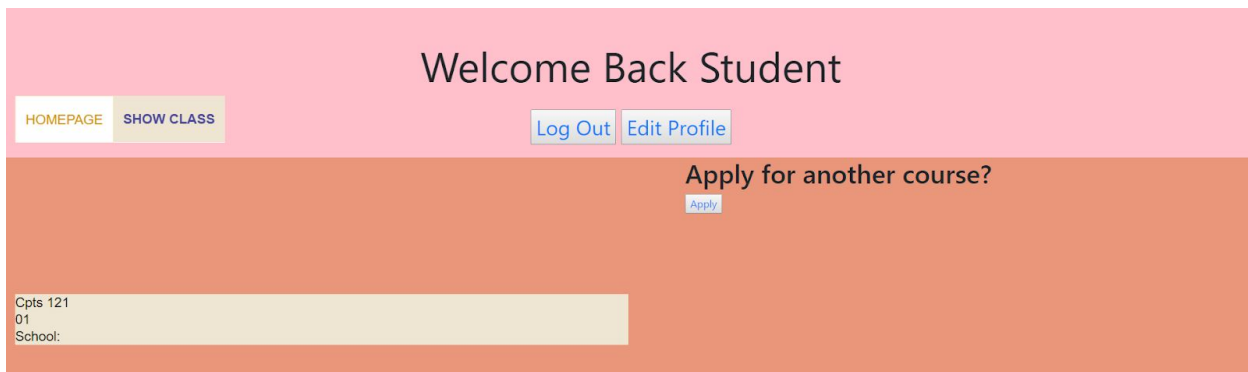 Welcome Back Student
HOMEPAGE SHOW CLASS
Log Out Edit Profile
Apply for another course?
Apply
Cpts 121
01
School: